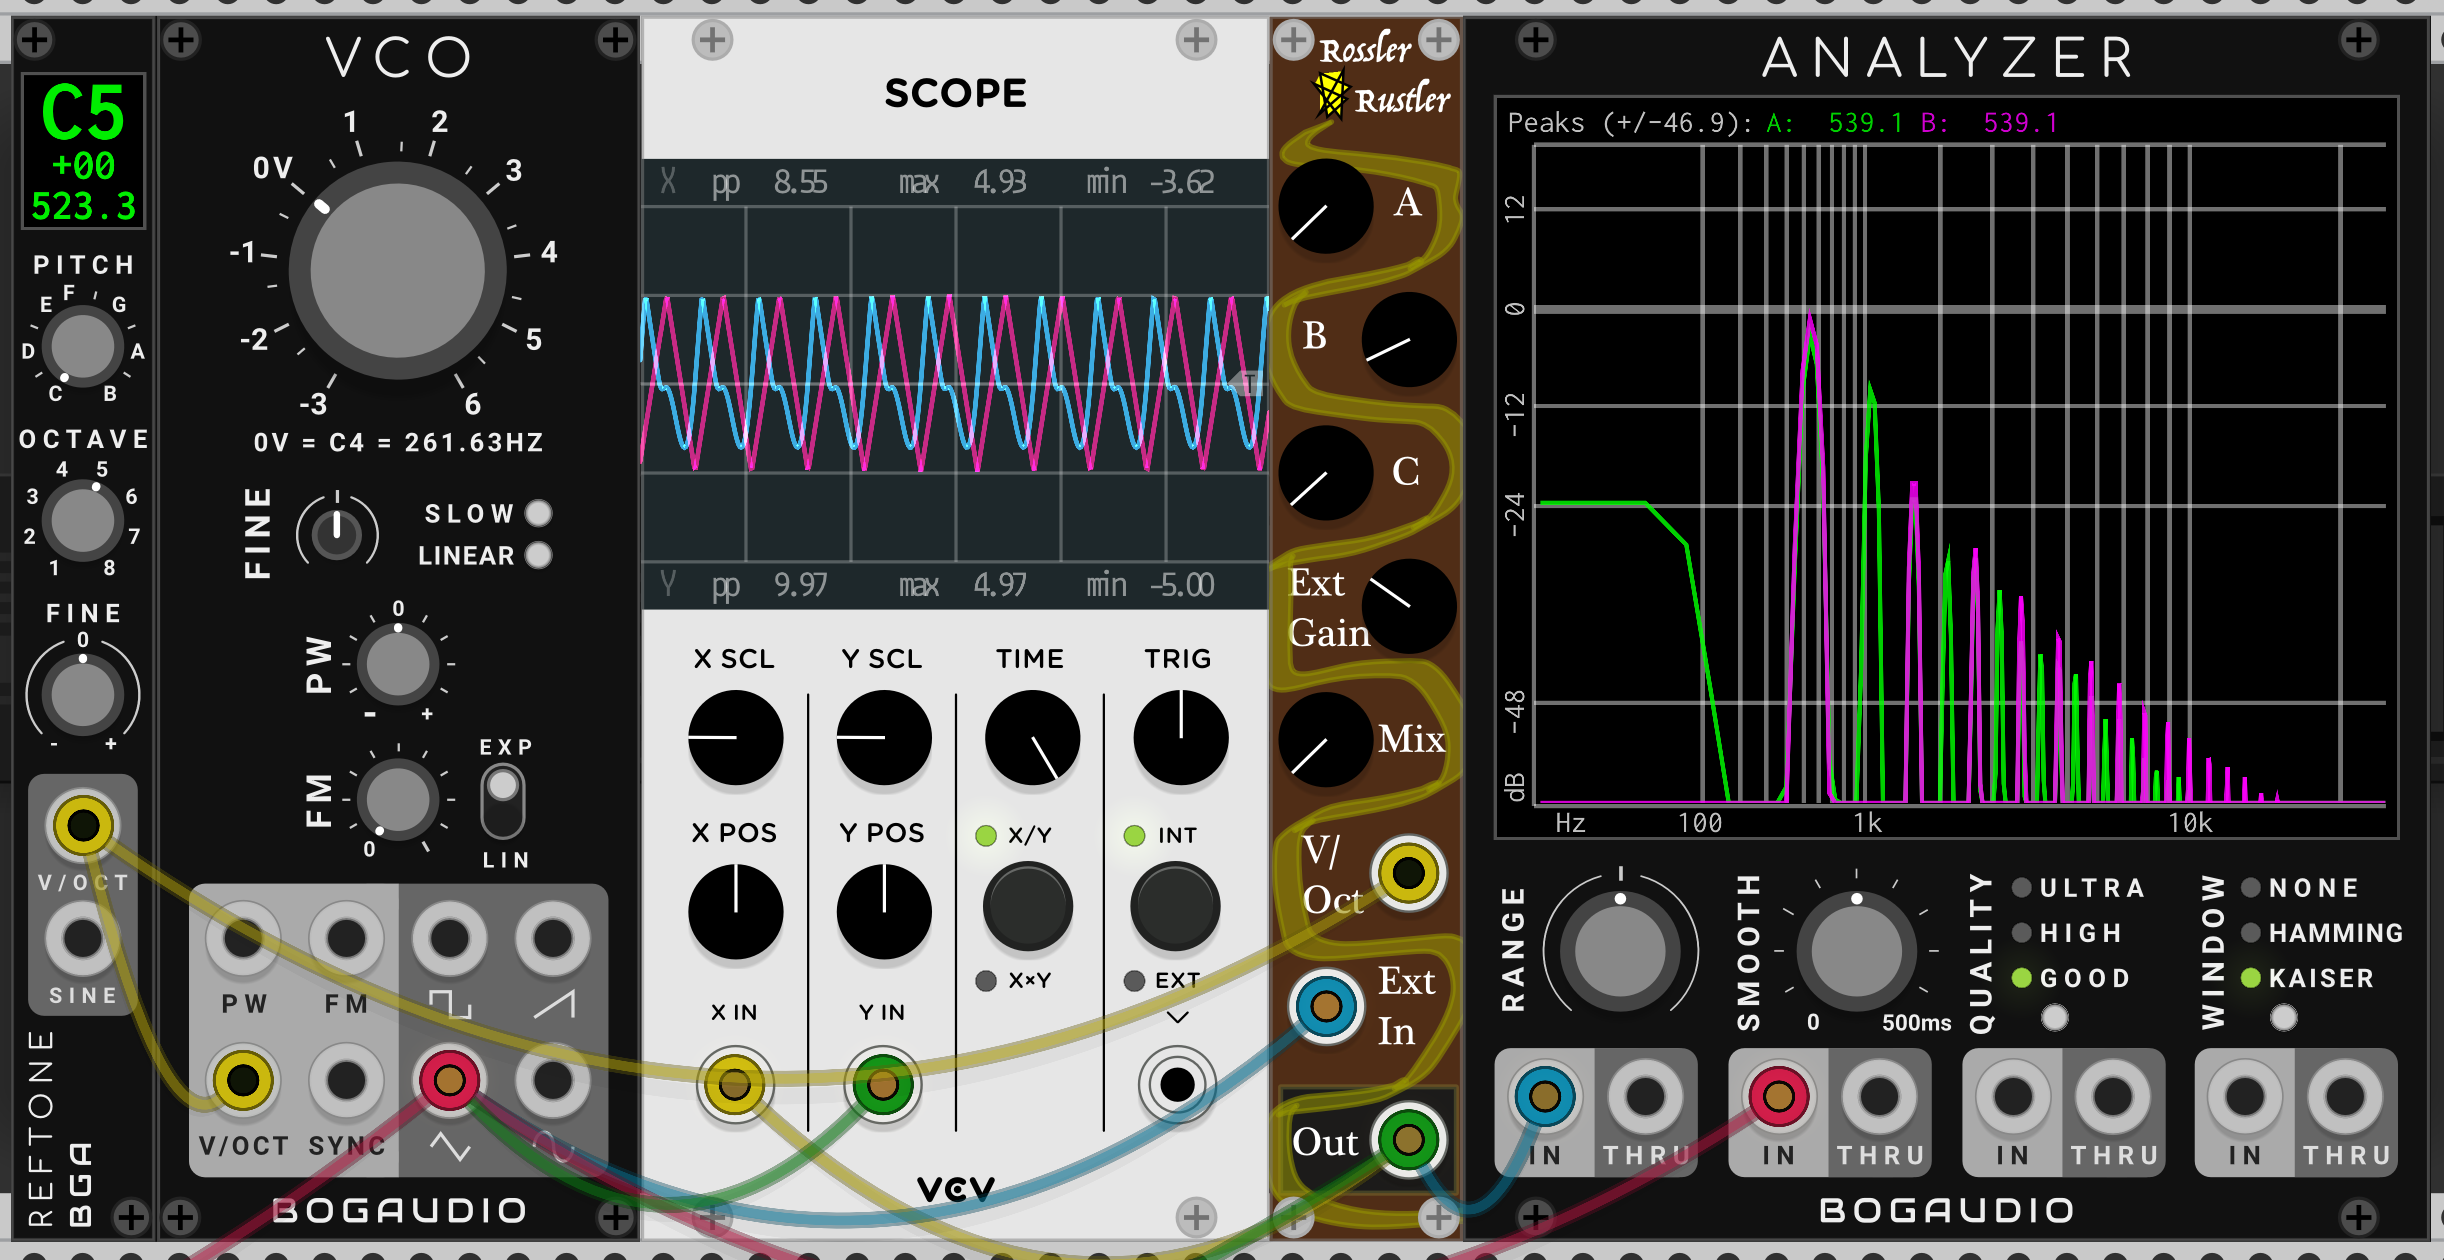 C5
+00
523.3
PITCH
F
E G
D A
C B
OCTAVE
4 5
3 6
2 7
1 8
FINE
0
- +
V/OCT
SINE
REFTONE
BGA
VCO
1 2
0V 3
-1 4
-2 5
-3 6
0V = C4 = 261.63HZ
FINE
SLOW
LINEAR
PW
0
- +
FM
0
EXP
LIN
PW FM
V/OCT SYNC
BOGAUDIO
SCOPE
X pp 8.55 max 4.93 min -3.62
T
Y pp 9.97 max 4.97 min -5.00
X SCL Y SCL TIME TRIG
X POS Y POS X/Y INT
X×Y EXT
X IN Y IN
VCV
Rossler
Rustler
A
B
C
Ext
Gain
Mix
V/
Oct
Ext
In
Out
ANALYZER
Peaks (+/-46.9): A: 539.1 B: 539.1
12
0
-12
-24
-48
dB
Hz 100 1k 10k
RANGE
SMOOTH
0 500ms
QUALITY
ULTRA
HIGH
GOOD
WINDOW
NONE
HAMMING
KAISER
IN THRU IN THRU IN THRU IN THRU
BOGAUDIO